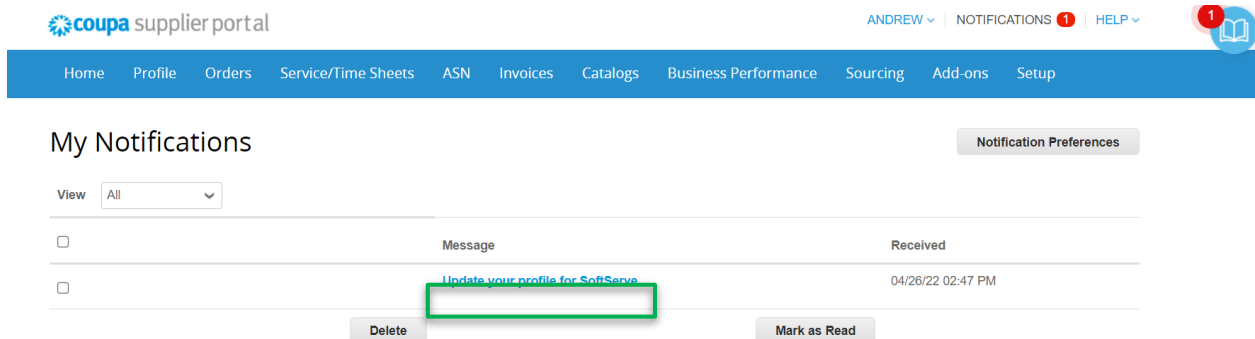 coupa supplier portal
ANDREW NOTIFICATIONS 1 HELP 1
Home Profile Orders Service/Time Sheets ASN Invoices Catalogs Business Performance Sourcing Add-ons Setup
My Notifications
Notification Preferences
View All
Message Received
Update your profile for SoftServe 04/26/22 02:47 PM
Delete Mark as Read